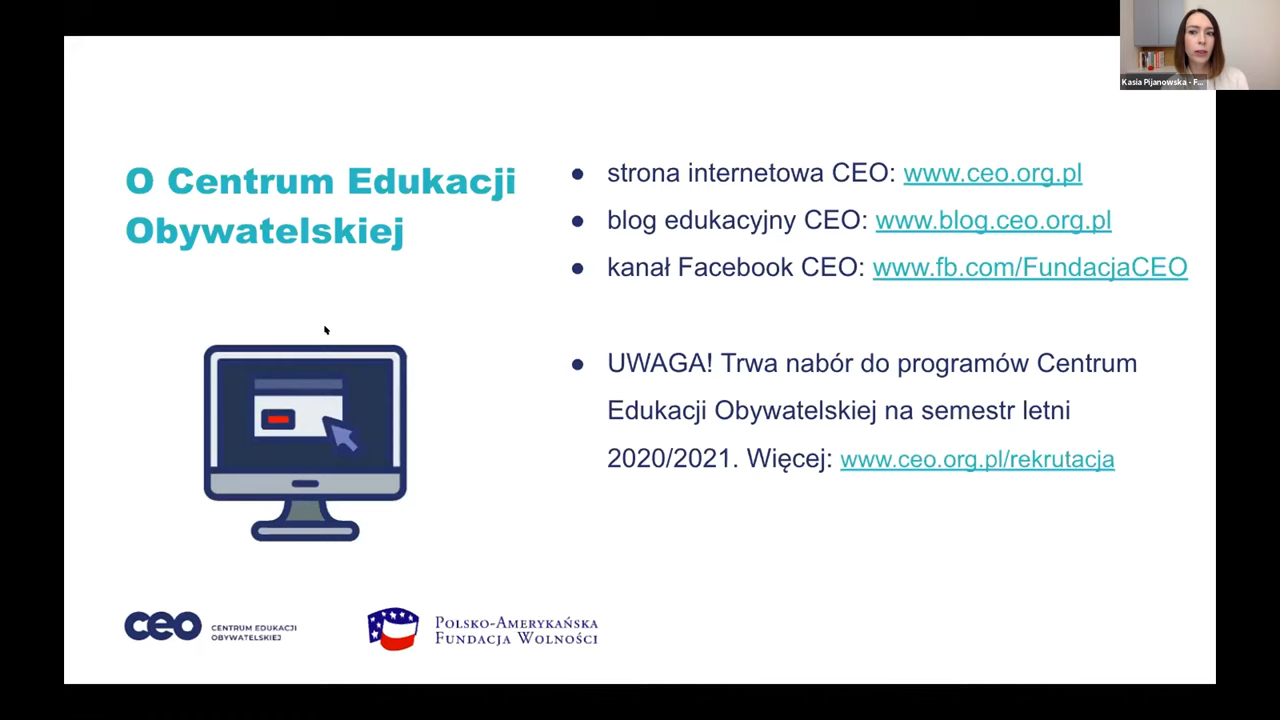 Kasia Pijanowska - F...
O Centrum Edukacji
Obywatelskiej
● strona internetowa CEO: www.ceo.org.pl
● blog edukacyjny CEO: www.blog.ceo.org.pl
● kanał Facebook CEO: www.fb.com/FundacjaCEO
● UWAGA! Trwa nabór do programów Centrum
Edukacji Obywatelskiej na semestr letni
2020/2021. Więcej: www.ceo.org.pl/rekrutacja
ceo
CENTRUM EDUKACJI
OBYWATELSKIEJ
POLSKO-AMERYKAŃSKA
FUNDACJA WOLNOŚCI